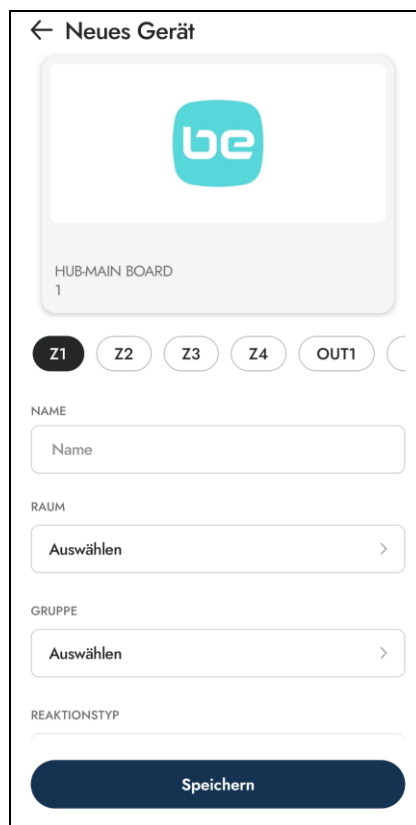 ← Neues Gerät
be
HUB-MAIN BOARD
1
Z1 Z2 Z3 Z4 OUT1
NAME
Name
RAUM
Auswählen >
GRUPPE
Auswählen >
REAKTIONSTYP
Speichern